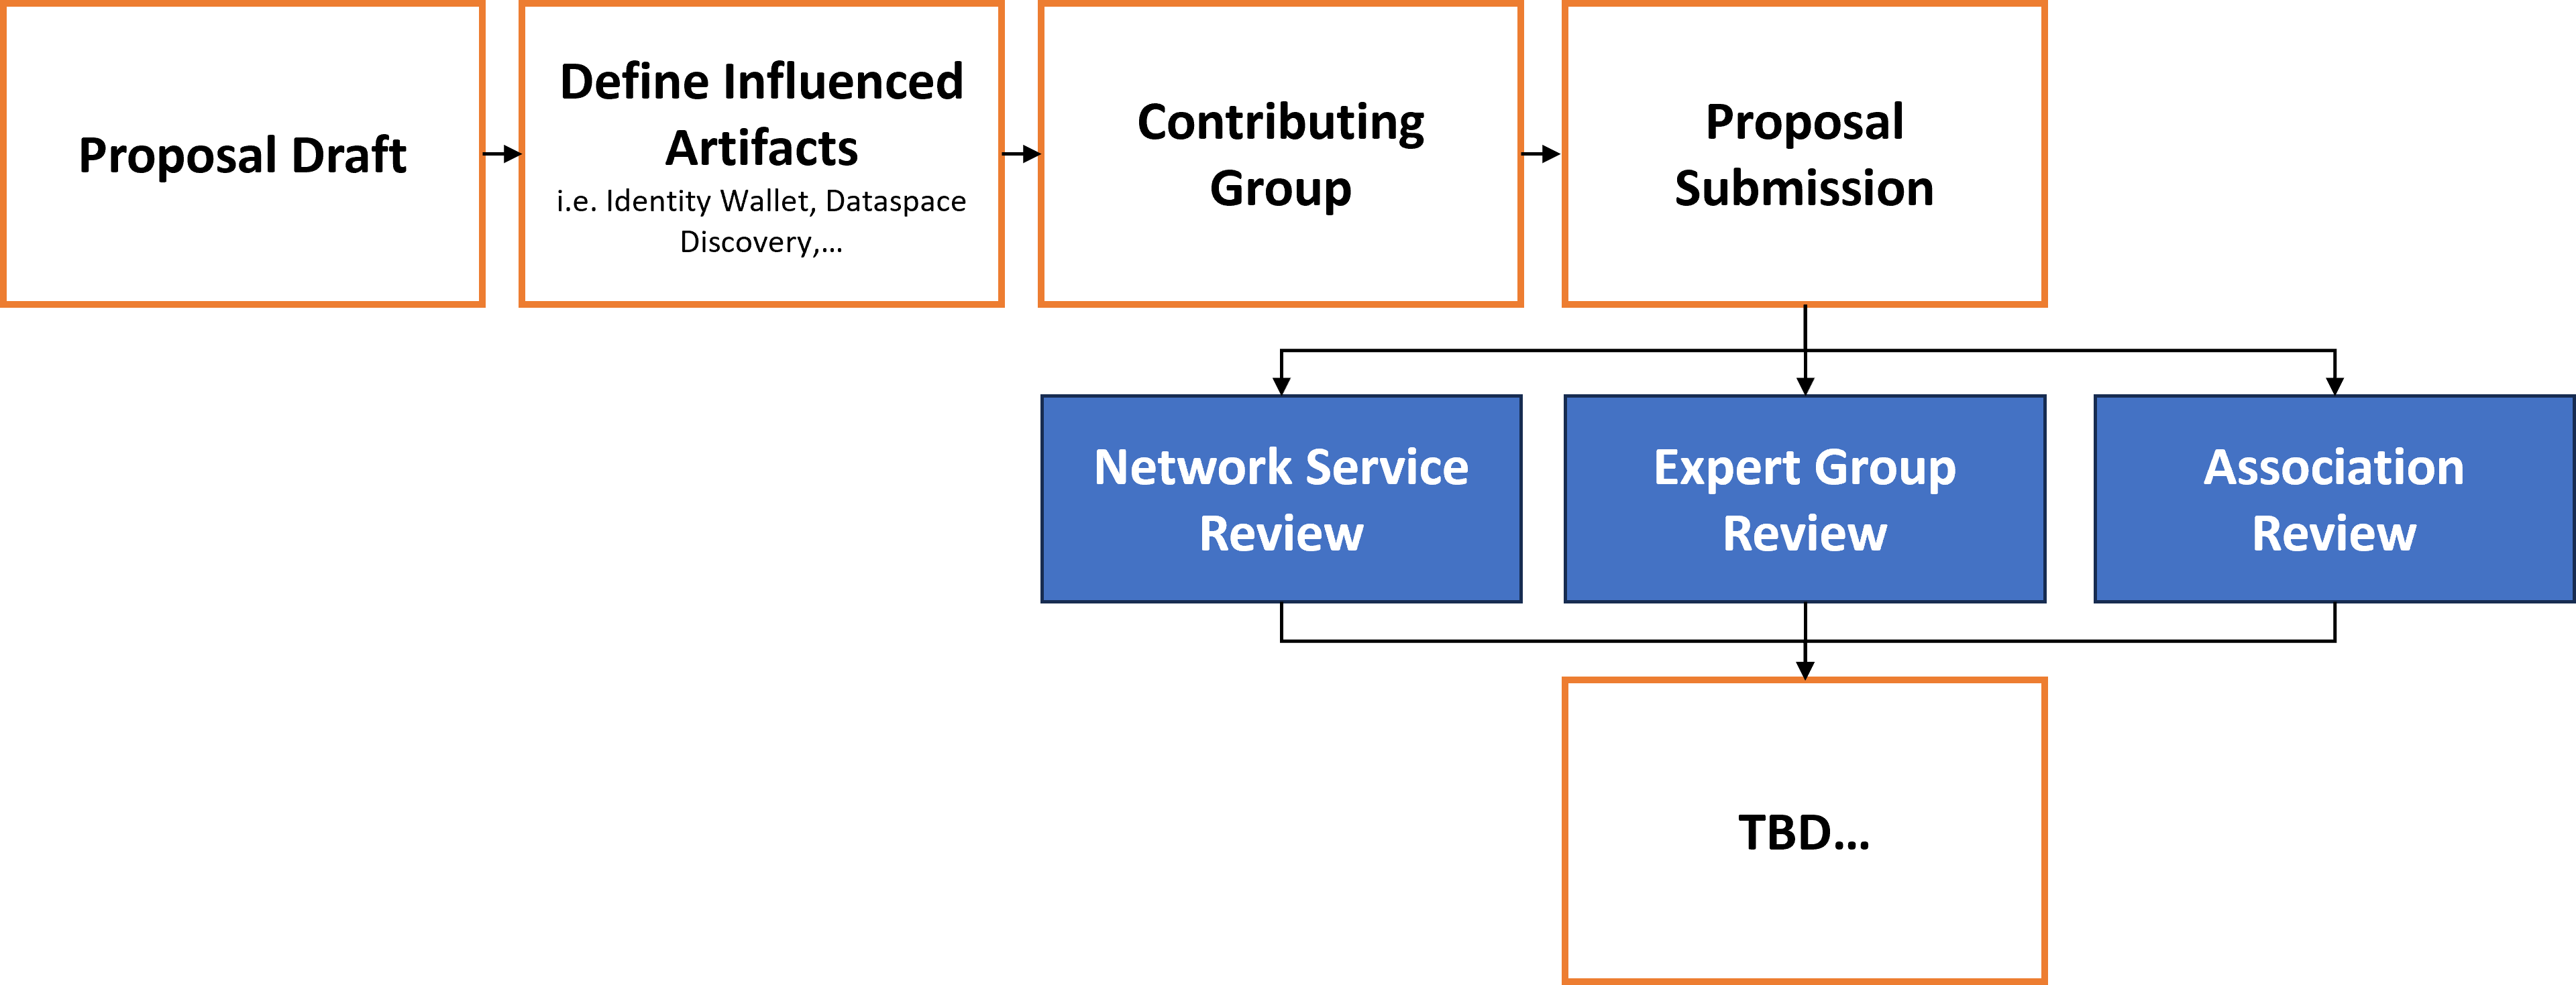 Proposal Draft
Define Influenced
Artifacts
i.e. Identity Wallet, Dataspace
Discovery,...
Contributing
Group
Proposal
Submission
Network Service
Review
Expert Group
Review
Association
Review
TBD...